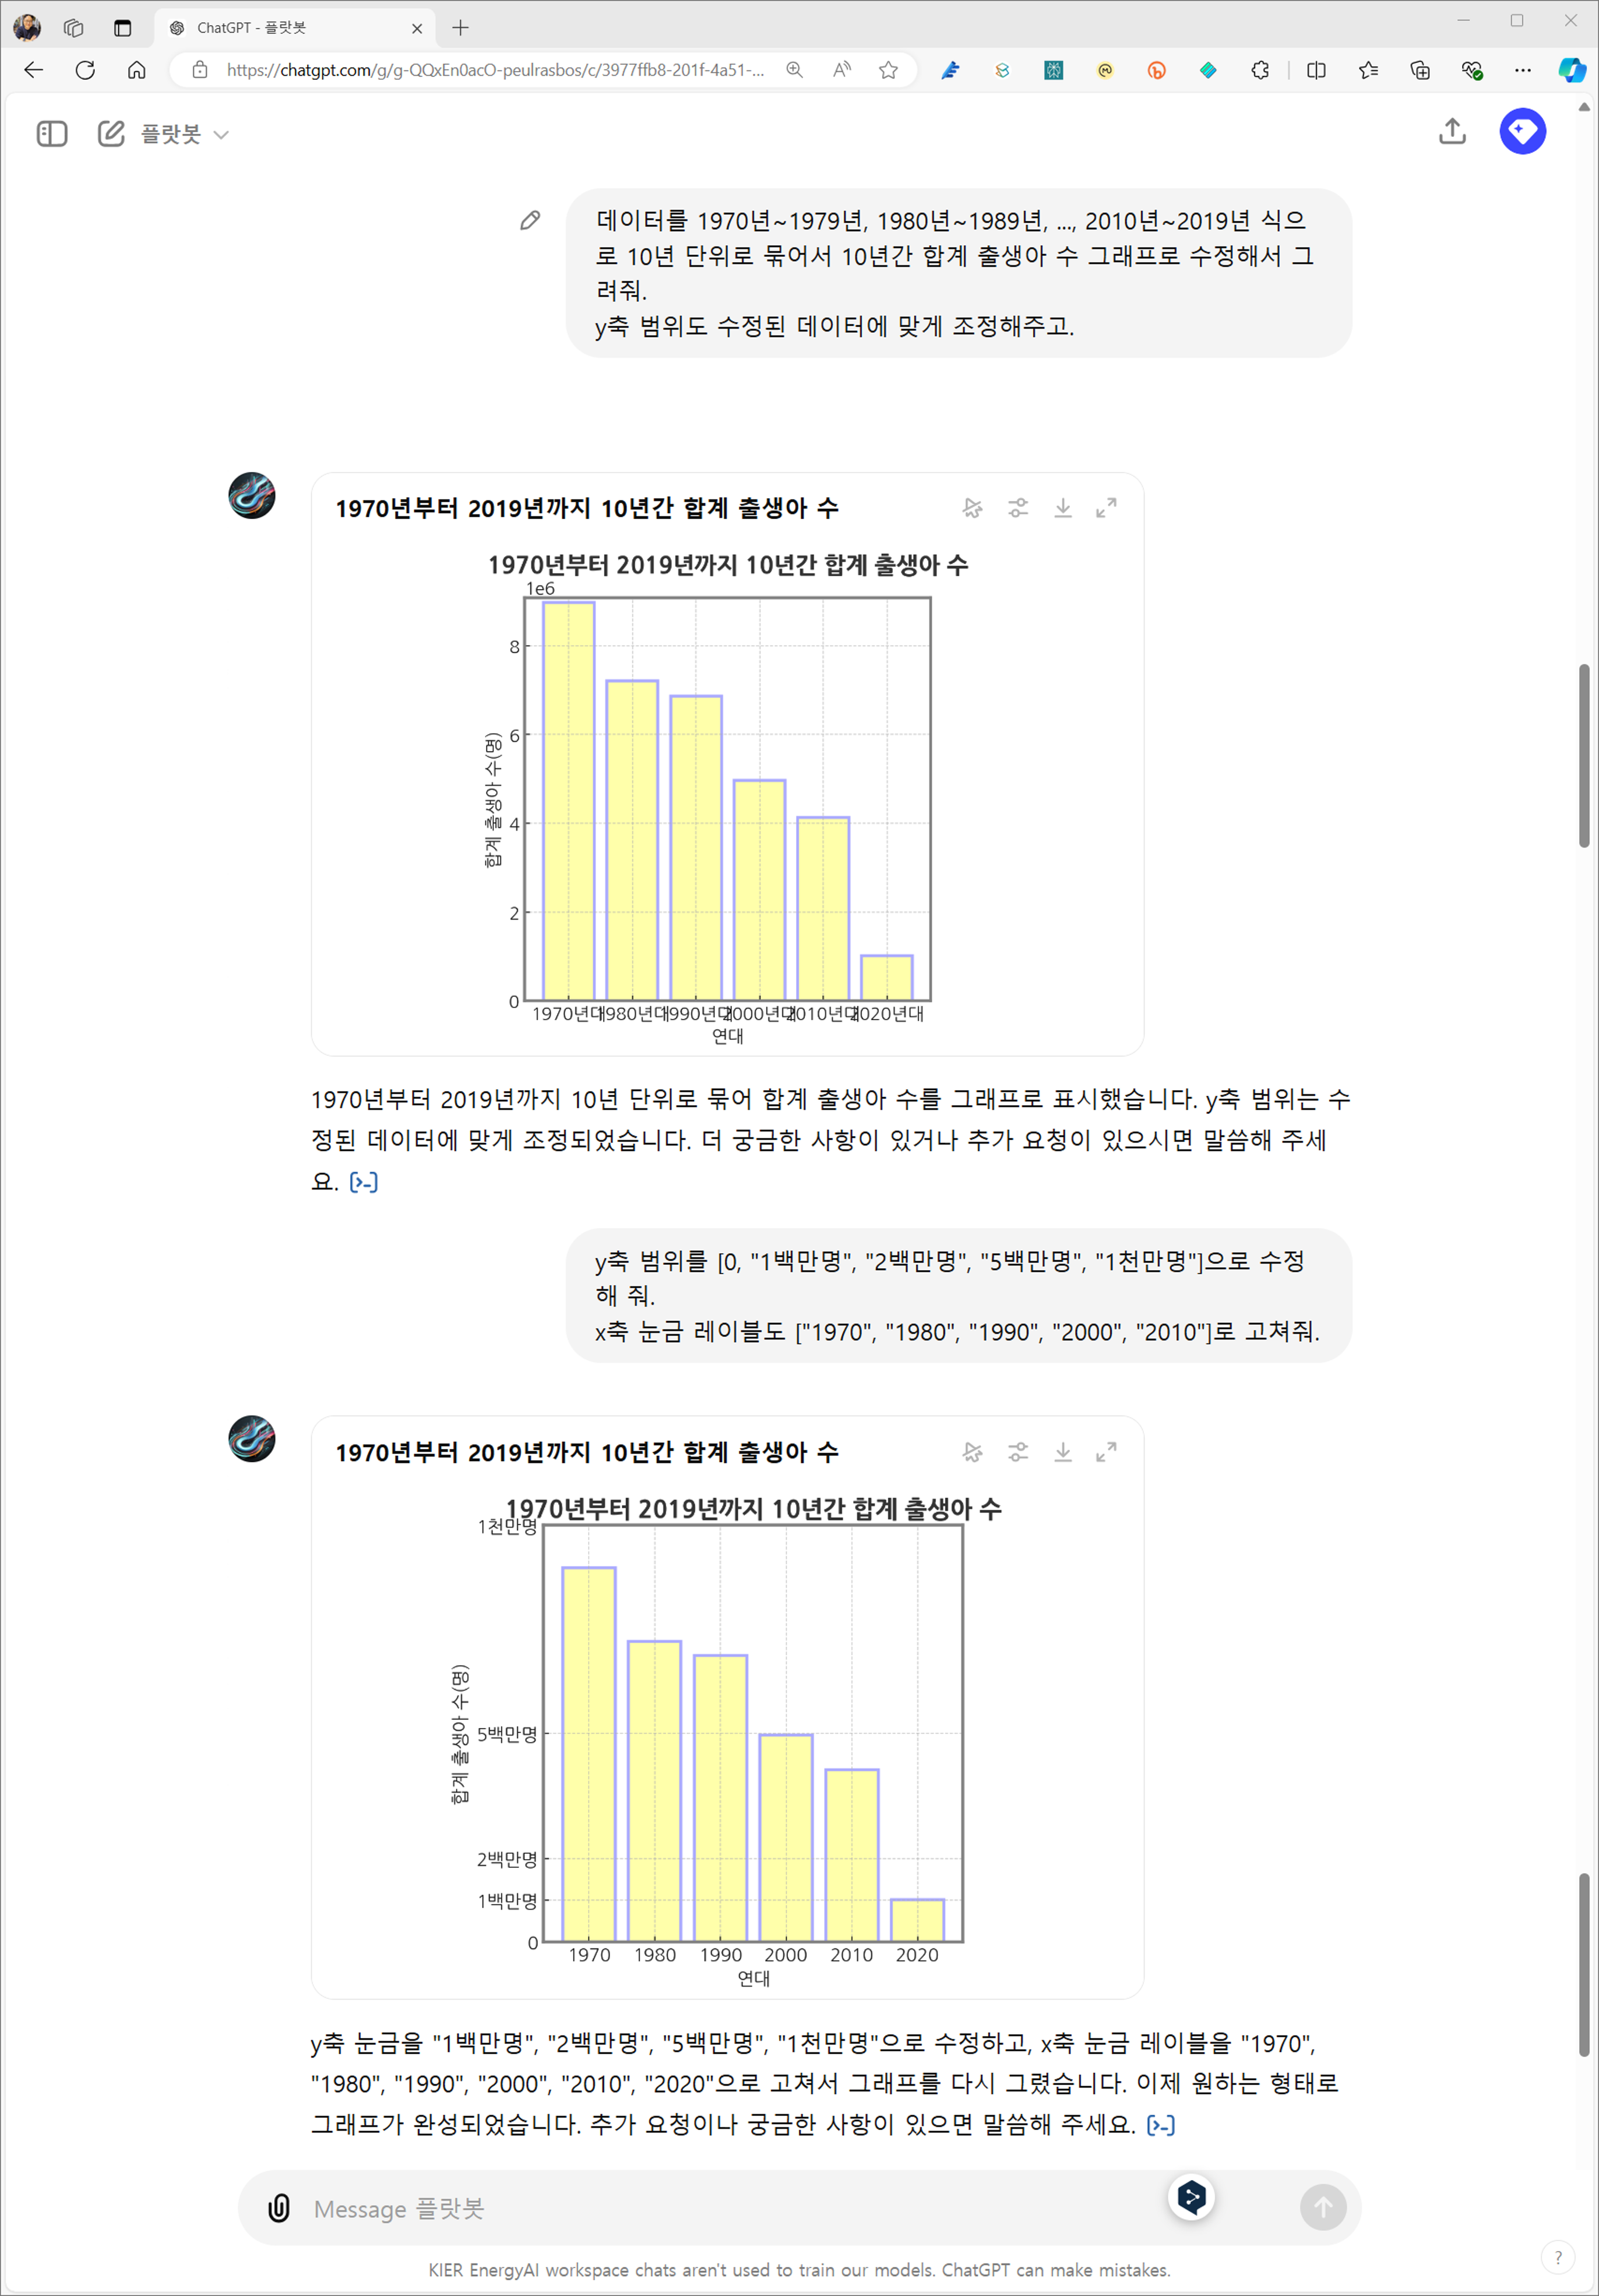 ChatGPT - 플랏봇
https://chatgpt.com/g/g-QQxEn0acO-peulrasbos/c/3977ffb8-201f-4a51-...
플랏봇
데이터를 1970년~1979년, 1980년~1989년, ..., 2010년~2019년 식으
로 10년 단위로 묶어서 10년간 합계 출생아 수 그래프로 수정해서 그
려줘.
y축 범위도 수정된 데이터에 맞게 조정해주고.
1970년부터 2019년까지 10년간 합계 출생아 수
1970년부터 2019년까지 10년간 합계 출생아 수
1e6
8
6
4
2
0
합계 출생아 수(명)
1970년대 1980년대 1990년대 2000년대 2010년대 2020년대
연대
1970년부터 2019년까지 10년 단위로 묶어 합계 출생아 수를 그래프로 표시했습니다. y축 범위는 수
정된 데이터에 맞게 조정되었습니다. 더 궁금한 사항이 있거나 추가 요청이 있으시면 말씀해 주세
요. [>-]
y축 범위를 [0, "1백만명", "2백만명", "5백만명", "1천만명"]으로 수정
해 줘.
x축 눈금 레이블도 ["1970", "1980", "1990", "2000", "2010"]로 고쳐줘.
1970년부터 2019년까지 10년간 합계 출생아 수
1970년부터 2019년까지 10년간 합계 출생아 수
1천만명
5백만명
2백만명
1백만명
0
합계 출생아 수(명)
1970 1980 1990 2000 2010 2020
연대
y축 눈금을 "1백만명", "2백만명", "5백만명", "1천만명"으로 수정하고, x축 눈금 레이블을 "1970",
"1980", "1990", "2000", "2010", "2020"으로 고쳐서 그래프를 다시 그렸습니다. 이제 원하는 형태로
그래프가 완성되었습니다. 추가 요청이나 궁금한 사항이 있으면 말씀해 주세요. [>-]
Message 플랏봇
KIER EnergyAI workspace chats aren't used to train our models. ChatGPT can make mistakes.
?